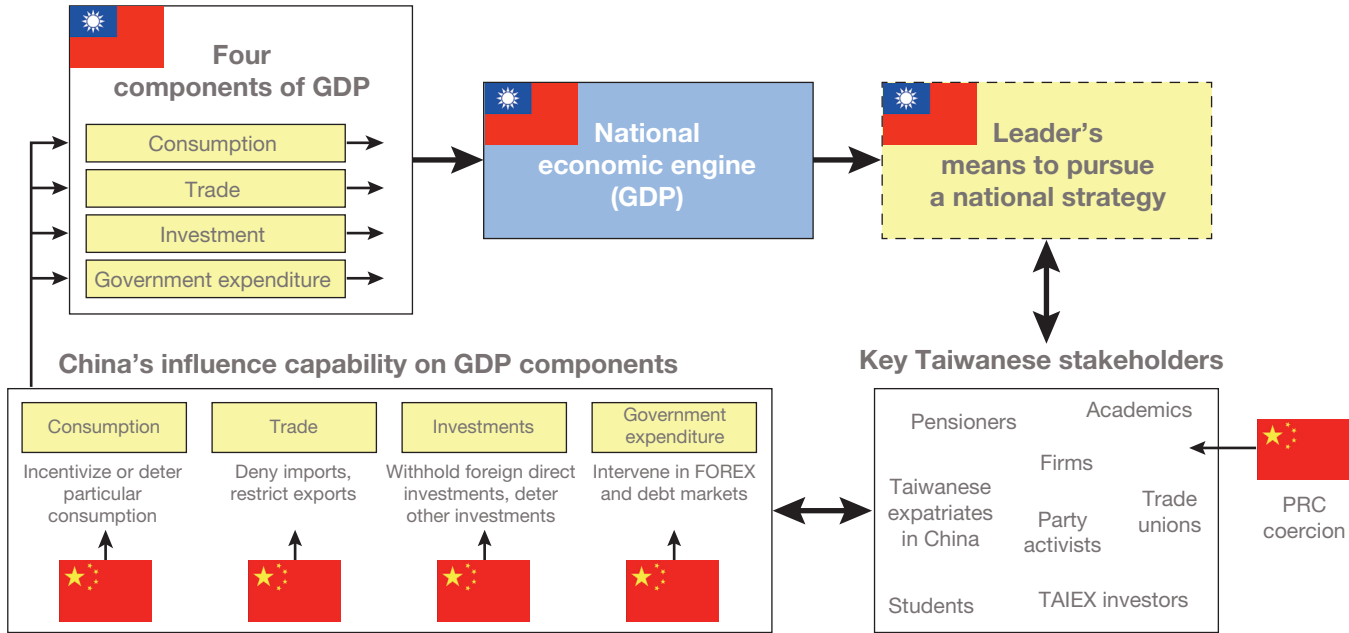 Four
components of GDP
Consumption
Trade
Investment
Government expenditure
National
economic engine
(GDP)
Leader's
means to pursue
a national strategy
China's influence capability on GDP components
Consumption
Incentivize or deter
particular
consumption
Trade
Deny imports,
restrict exports
Investments
Withhold foreign direct
investments, deter
other investments
Government
expenditure
Intervene in FOREX
and debt markets
Key Taiwanese stakeholders
Pensioners
Academics
Firms
Taiwanese
expatriates
in China
Party
activists
Trade
unions
Students
TAIEX investors
PRC
coercion